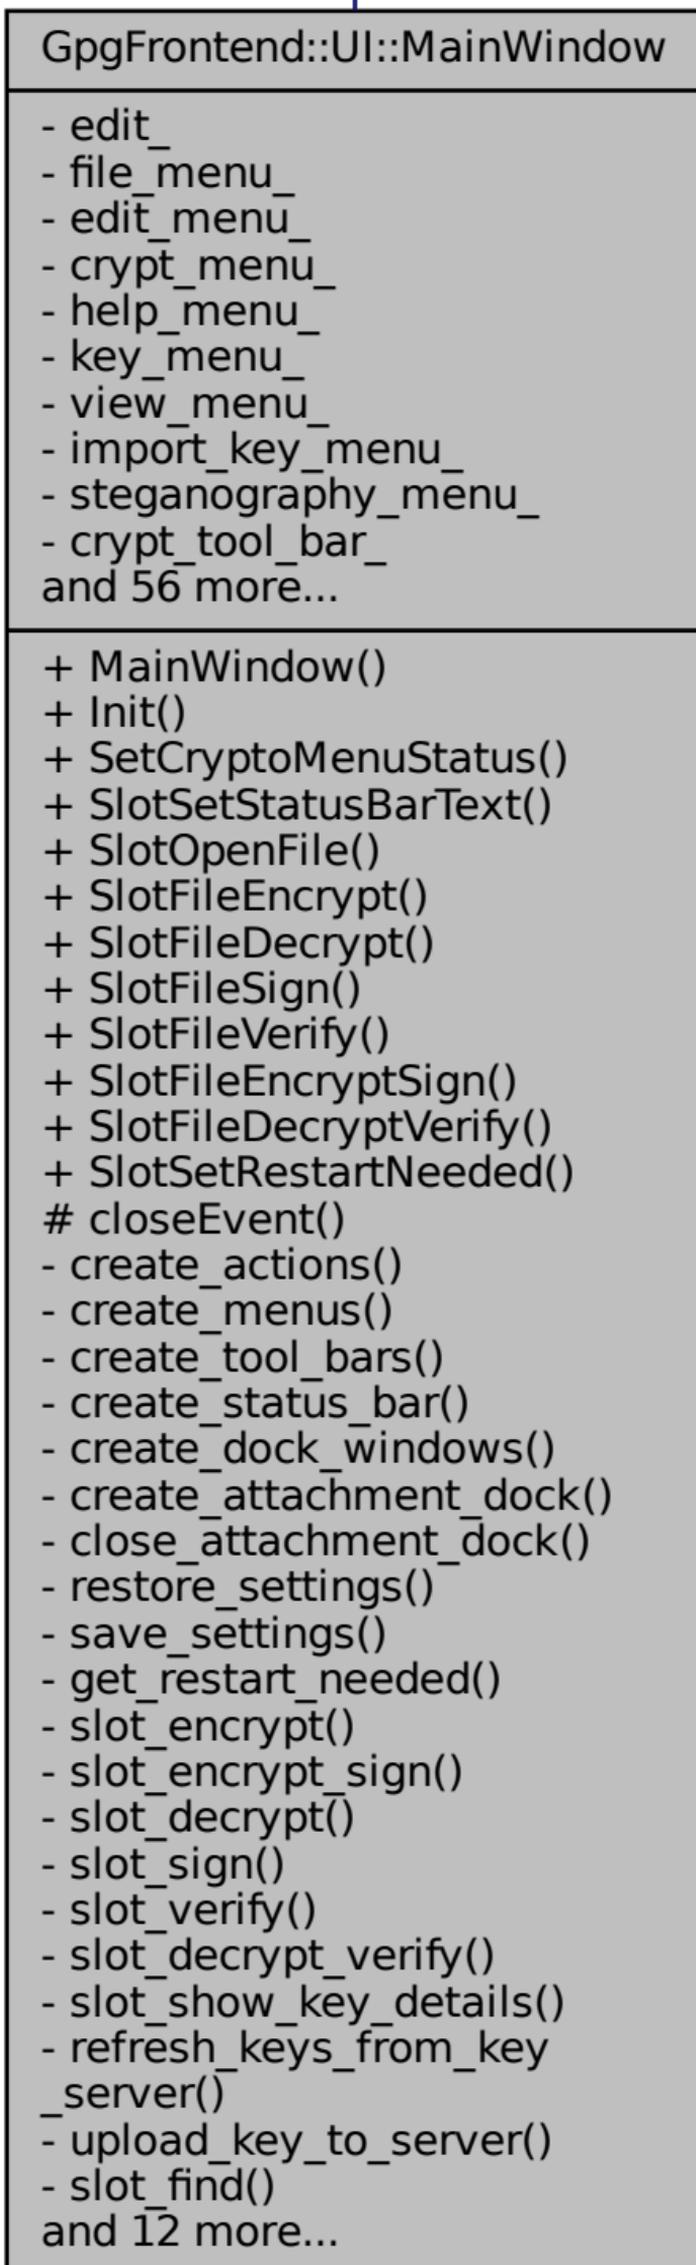 GpgFrontend::UI::MainWindow
- edit_
- file_menu_
- edit_menu_
- crypt_menu_
- help_menu_
- key_menu_
- view_menu_
- import_key_menu_
- steganography_menu_
- crypt_tool_bar_
and 56 more...
+ MainWindow()
+ Init()
+ SetCryptoMenuStatus()
+ SlotSetStatusBarText()
+ SlotOpenFile()
+ SlotFileEncrypt()
+ SlotFileDecrypt()
+ SlotFileSign()
+ SlotFileVerify()
+ SlotFileEncryptSign()
+ SlotFileDecryptVerify()
+ SlotSetRestartNeeded()
# closeEvent()
- create_actions()
- create_menus()
- create_tool_bars()
- create_status_bar()
- create_dock_windows()
- create_attachment_dock()
- close_attachment_dock()
- restore_settings()
- save_settings()
- get_restart_needed()
- slot_encrypt()
- slot_encrypt_sign()
- slot_decrypt()
- slot_sign()
- slot_verify()
- slot_decrypt_verify()
- slot_show_key_details()
- refresh_keys_from_key
_server()
- upload_key_to_server()
- slot_find()
and 12 more...